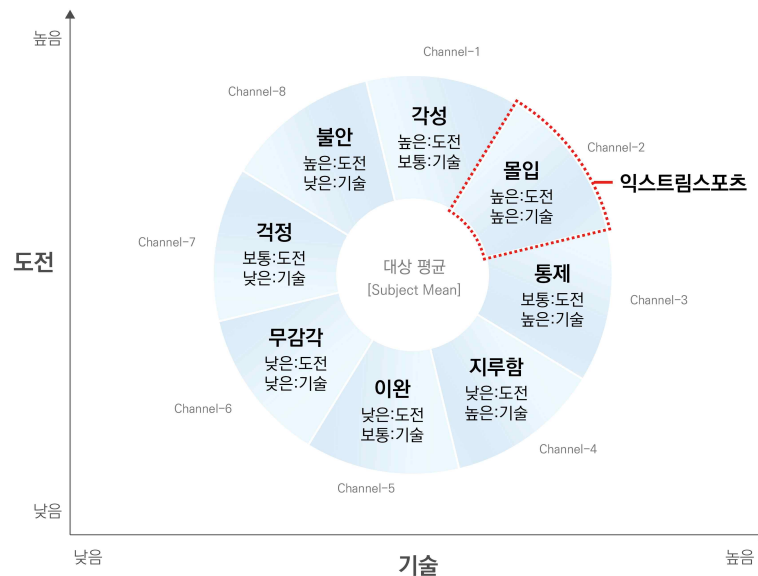 높음
Channel-1
Channel-8
각성
높은:도전
보통:기술
불안
높은:도전
낮은:기술
Channel-2
몰입
높은:도전
높은:기술
익스트림스포츠
걱정
보통:도전
낮은:기술
Channel-7
도전
대상 평균
[Subject Mean]
통제
보통:도전
높은:기술
Channel-3
무감각
낮은:도전
낮은:기술
지루함
낮은:도전
높은:기술
이완
낮은:도전
보통:기술
Channel-6
Channel-4
Channel-5
낮음
낮음
기술
높음